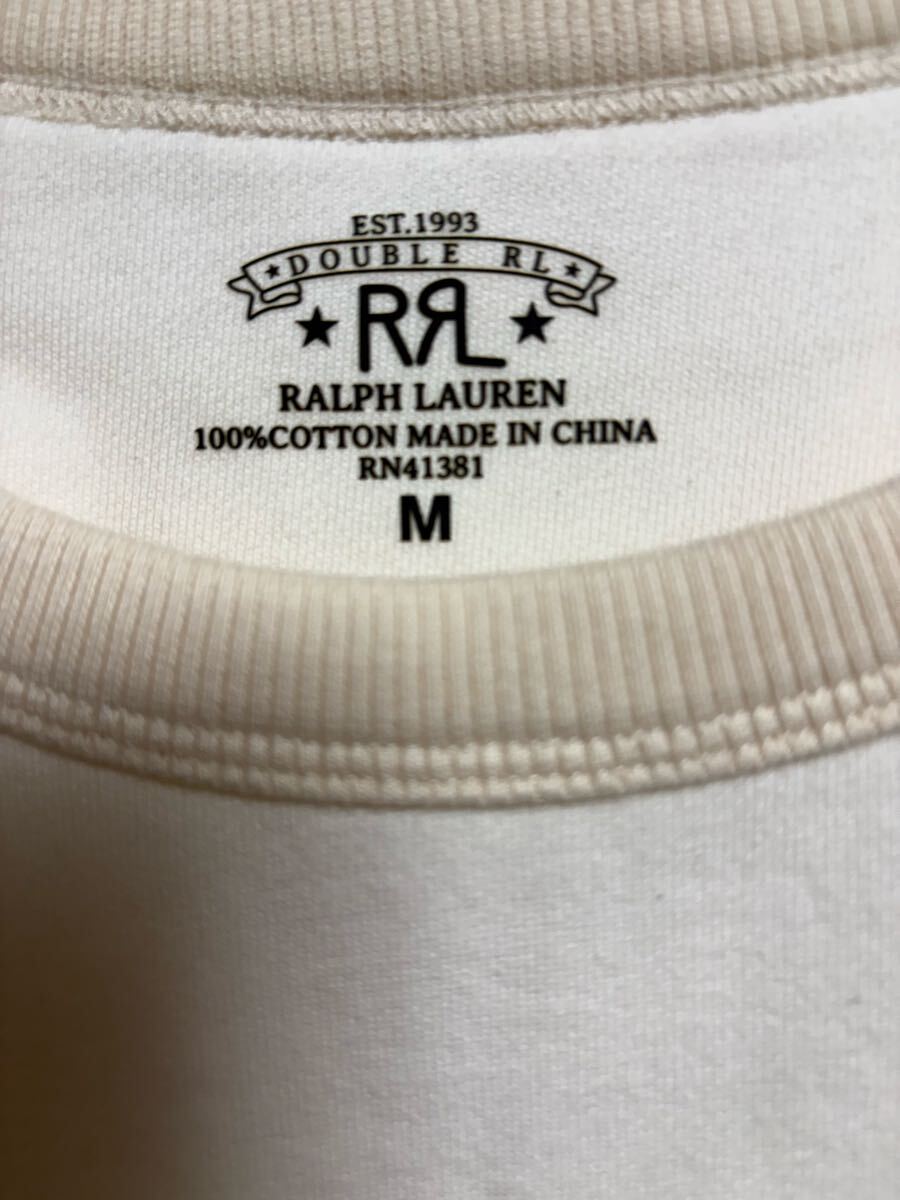 EST.1993
★DOUBLE RL★
★RRL★
RALPH LAUREN
100%COTTON MADE IN CHINA
RN41381
M